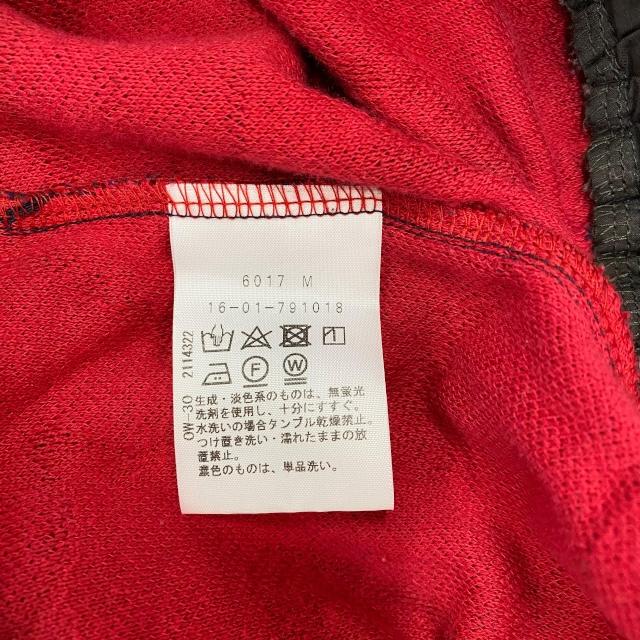 6017 M
16-01-791018
1
F
W
OW-30 2114322
生成・淡色系のものは、無蛍光
洗剤を使用し、十分にすすぐ。
水洗いの場合タンブル乾燥禁止。
つけ置き洗い・濡れたままの放
置禁止。
濃色のものは、単品洗い。